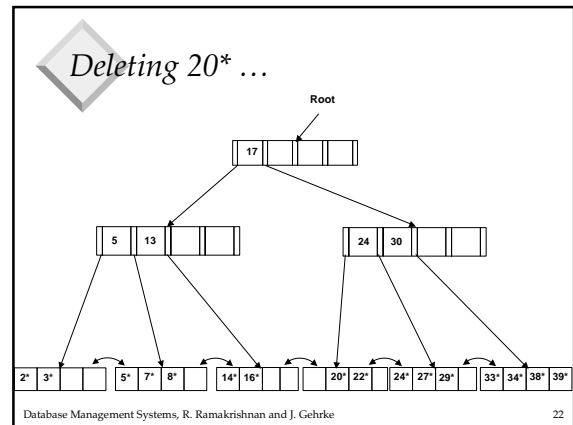 Deleting 20* ...
Root
17
5 13
24 30
2* 3* 5* 7* 8* 14* 16* 20* 22* 24* 27* 29* 33* 34* 38* 39*
Database Management Systems, R. Ramakrishnan and J. Gehrke 22